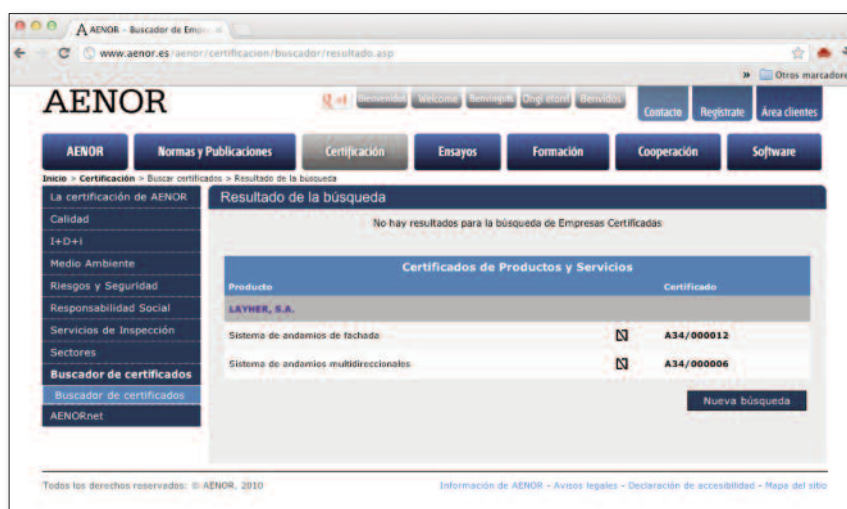 AENOR - Buscador de Emp
www.aenor.es/aenor/certificacion/buscador/resultado.asp
Otros marcadore
AENOR
Bienvenidos Welcome Benvinguts Ongi etorri Benvidos
Contacto Regístrate Área clientes
AENOR Normas y Publicaciones Certificación Ensayos Formación Cooperación Software
Inicio > Certificación > Buscar certificados > Resultado de la búsqueda
La certificación de AENOR
Calidad
I+D+i
Medio Ambiente
Riesgos y Seguridad
Responsabilidad Social
Servicios de Inspección
Sectores
Buscador de certificados
Buscador de certificados
AENORnet
Resultado de la búsqueda
No hay resultados para la búsqueda de Empresas Certificadas
Certificados de Productos y Servicios
Producto Certificado
LAYHER, S.A.
Sistema de andamios de fachada N A34/000012
Sistema de andamios multidireccionales N A34/000006
Nueva búsqueda
Todos los derechos reservados: © AENOR, 2010
Información de AENOR - Avisos legales - Declaración de accesibilidad - Mapa del sitio